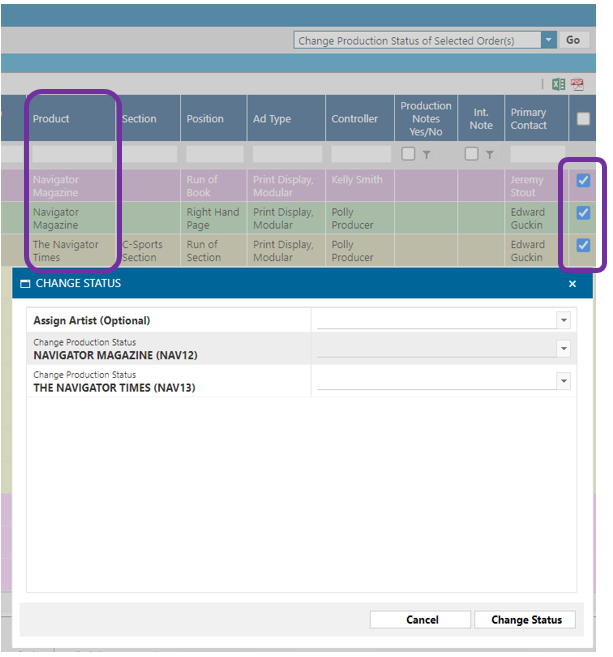 Change Production Status of Selected Order(s)
Go
Product
Section
Position
Ad Type
Controller
Production
Notes
Yes/No
Int.
Note
Primary
Contact
Navigator
Magazine
Run of
Book
Print Display,
Modular
Kelly Smith
Jeremy
Stout
Navigator
Magazine
Right Hand
Page
Print Display,
Modular
Polly
Producer
Edward
Guckin
The Navigator
Times
C-Sports
Section
Run of
Section
Print Display,
Modular
Polly
Producer
Edward
Guckin
CHANGE STATUS
Assign Artist (Optional)
Change Production Status
NAVIGATOR MAGAZINE (NAV12)
Change Production Status
THE NAVIGATOR TIMES (NAV13)
Cancel
Change Status